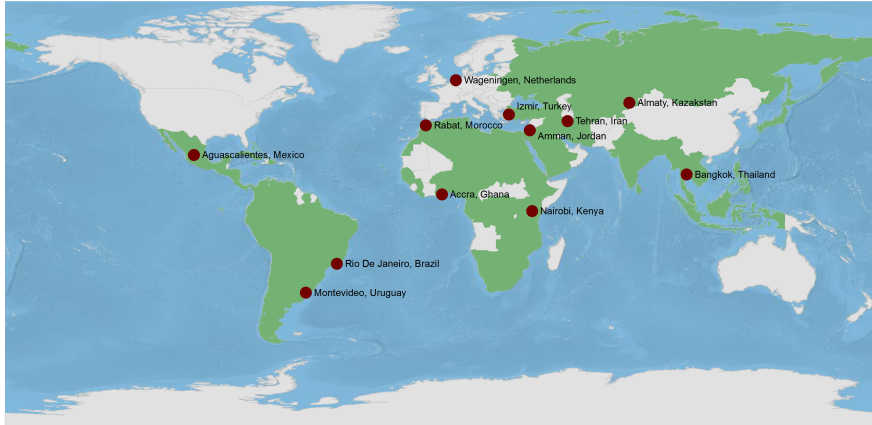 Wageningen, Netherlands
Izmir, Turkey
Almaty, Kazakstan
Rabat, Morocco
Tehran, Iran
Amman, Jordan
Aguascalientes, Mexico
Bangkok, Thailand
Accra, Ghana
Nairobi, Kenya
Rio De Janeiro, Brazil
Montevideo, Uruguay